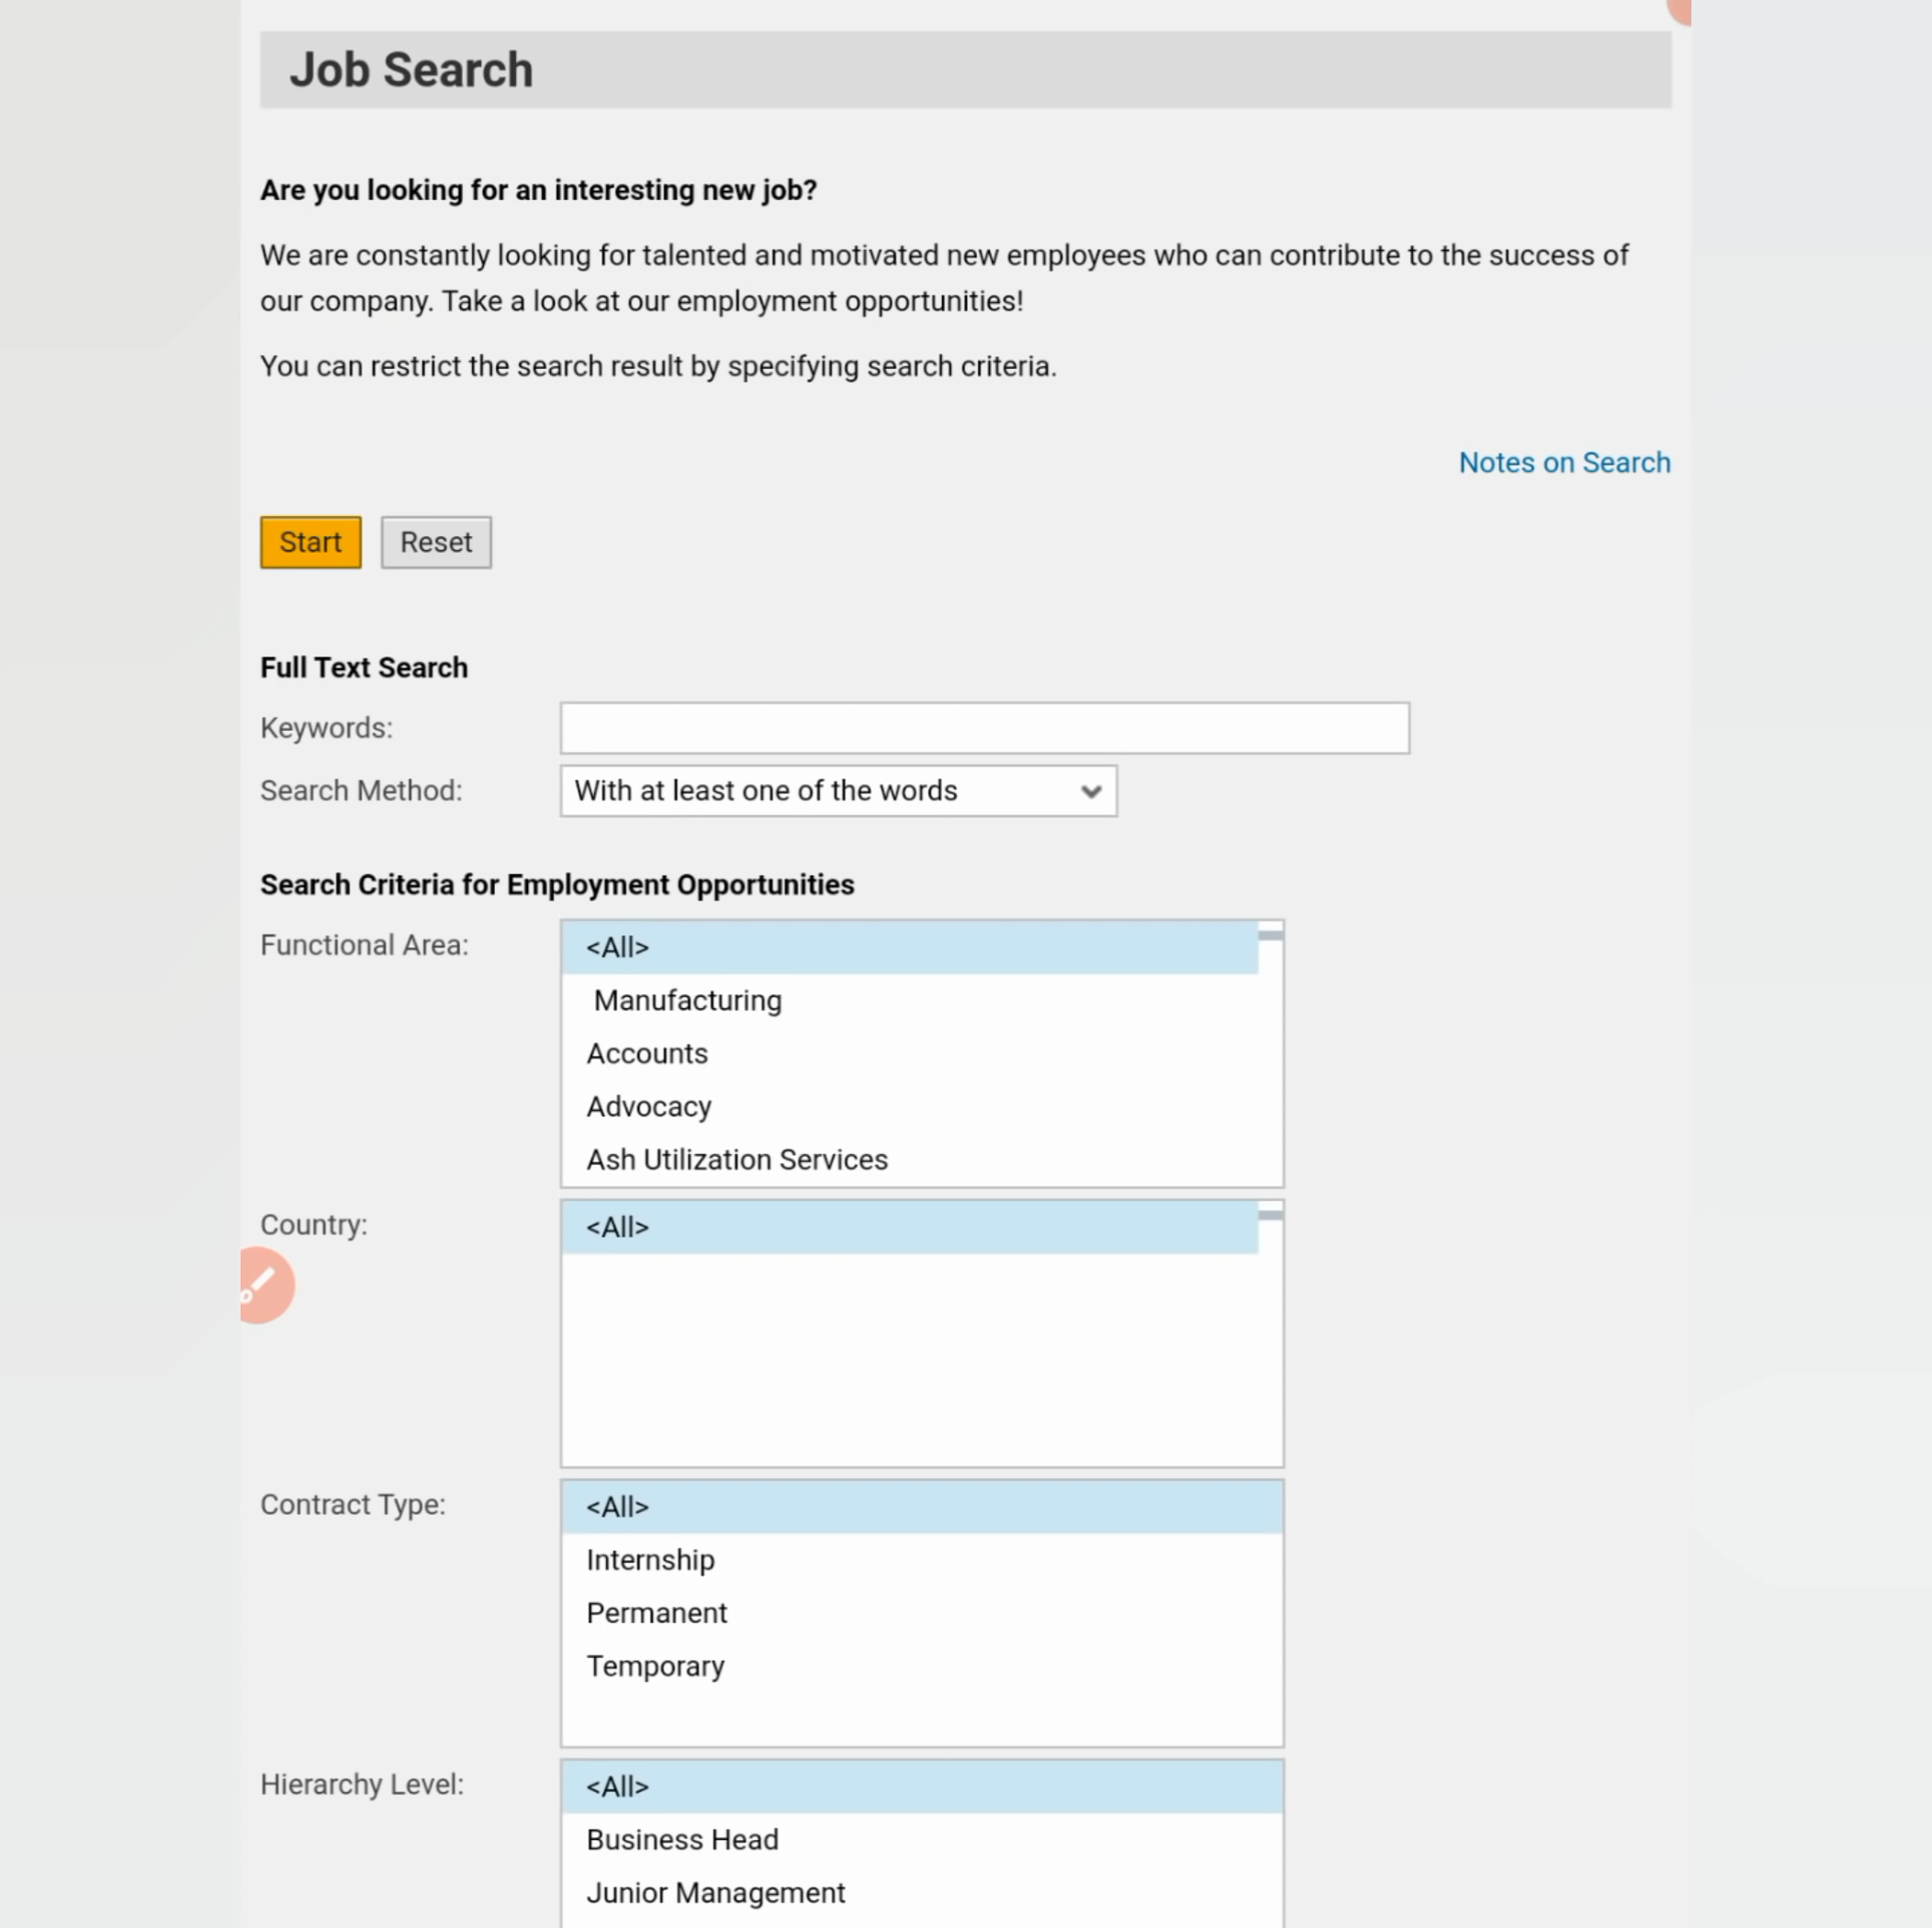 Job Search
Are you looking for an interesting new job?
We are constantly looking for talented and motivated new employees who can contribute to the success of
our company. Take a look at our employment opportunities!
You can restrict the search result by specifying search criteria.
Notes on Search
Start Reset
Full Text Search
Keywords:
Search Method: With at least one of the words
Search Criteria for Employment Opportunities
Functional Area: <All>
Manufacturing
Accounts
Advocacy
Ash Utilization Services
Country: <All>
Contract Type: <All>
Internship
Permanent
Temporary
Hierarchy Level: <All>
Business Head
Junior Management